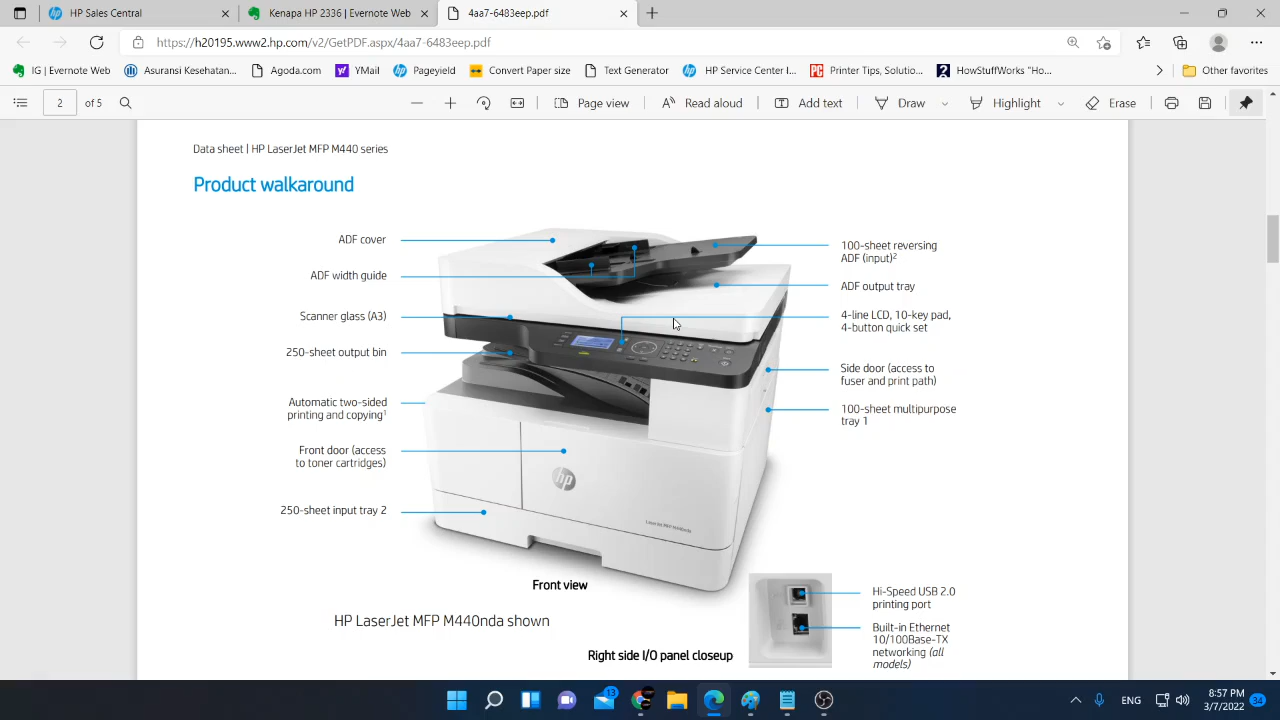 HP Sales Central
Kenapa HP 2336 | Evernote Web
4aa7-6483eep.pdf
https://h20195.www2.hp.com/v2/GetPDF.aspx/4aa7-6483eep.pdf
IG | Evernote Web
Asuransi Kesehatan...
Agoda.com
YMail
Pageyield
Convert Paper size
Text Generator
HP Service Center I...
Printer Tips, Solutio...
HowStuffWorks "Ho...
Other favorites
2 of 5
Page view
Read aloud
Add text
Draw
Highlight
Erase
Data sheet | HP LaserJet MFP M440 series
Product walkaround
ADF cover
ADF width guide
Scanner glass (A3)
250-sheet output bin
Automatic two-sided
printing and copying¹
Front door (access
to toner cartridges)
250-sheet input tray 2
100-sheet reversing
ADF (input)²
ADF output tray
4-line LCD, 10-key pad,
4-button quick set
Side door (access to
fuser and print path)
100-sheet multipurpose
tray 1
hp
LaserJet MFP M440nda
Front view
HP LaserJet MFP M440nda shown
Right side I/O panel closeup
Hi-Speed USB 2.0
printing port
Built-in Ethernet
10/100Base-TX
networking (all
models)
13
ENG
8:57 PM
3/7/2022
34